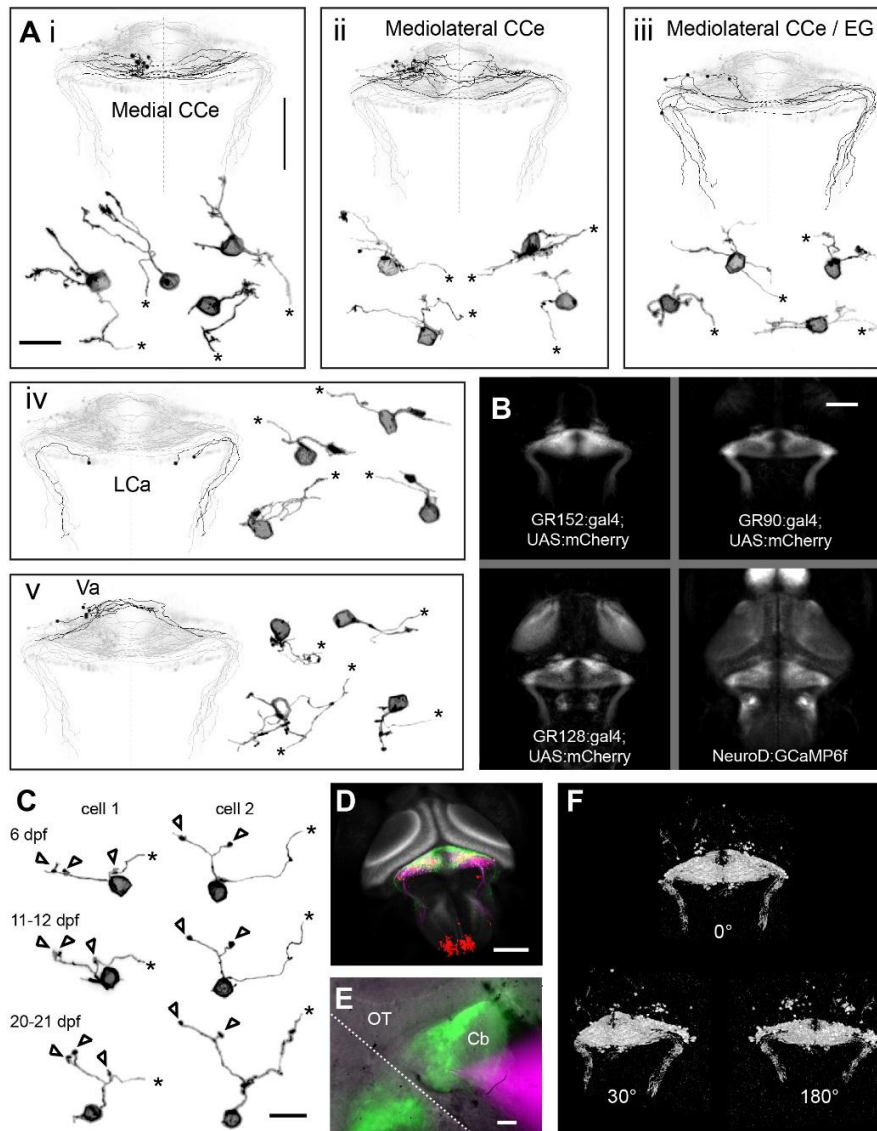 A i
Medial CCe
*
*
*
*
ii
Mediolateral CCe
*
*
*
*
*
iii
Mediolateral CCe / EG
*
*
*
*
iv
LCa
*
*
*
*
v
Va
*
*
*
*
*
B
GR152:gal4;
UAS:mCherry
GR90:gal4;
UAS:mCherry
GR128:gal4;
UAS:mCherry
NeuroD:GCaMP6f
C
cell 1
cell 2
6 dpf
*
*
11-12 dpf
*
*
20-21 dpf
*
*
D
E
OT
Cb
F
0°
30°
180°